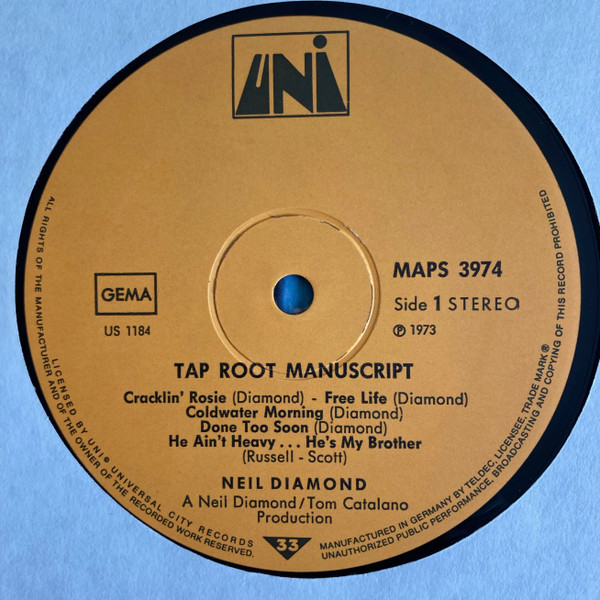 UNI
MAPS 3974
GEMA
Side 1 STEREO
US 1184
℗ 1973
TAP ROOT MANUSCRIPT
Cracklin' Rosie (Diamond) - Free Life (Diamond)
Coldwater Morning (Diamond)
Done Too Soon (Diamond)
He Ain't Heavy . . . He's My Brother
(Russell - Scott)
NEIL DIAMOND
A Neil Diamond/Tom Catalano
Production
33
ALL RIGHTS OF THE MANUFACTURER AND OF THE OWNER OF THE RECORDED WORK RESERVED.
LICENSED BY UNI® UNIVERSAL CITY RECORDS
MANUFACTURED IN GERMANY BY TELDEC, LICENSEE, TRADE MARK®
UNAUTHORIZED PUBLIC PERFORMANCE, BROADCASTING AND COPYING OF THIS RECORD PROHIBITED